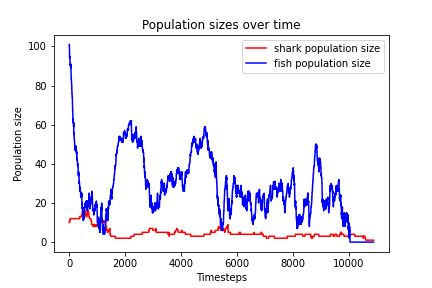 Population sizes over time
shark population size
fish population size
Population size
100
80
60
40
20
0
0
2000
4000
6000
8000
10000
Timesteps